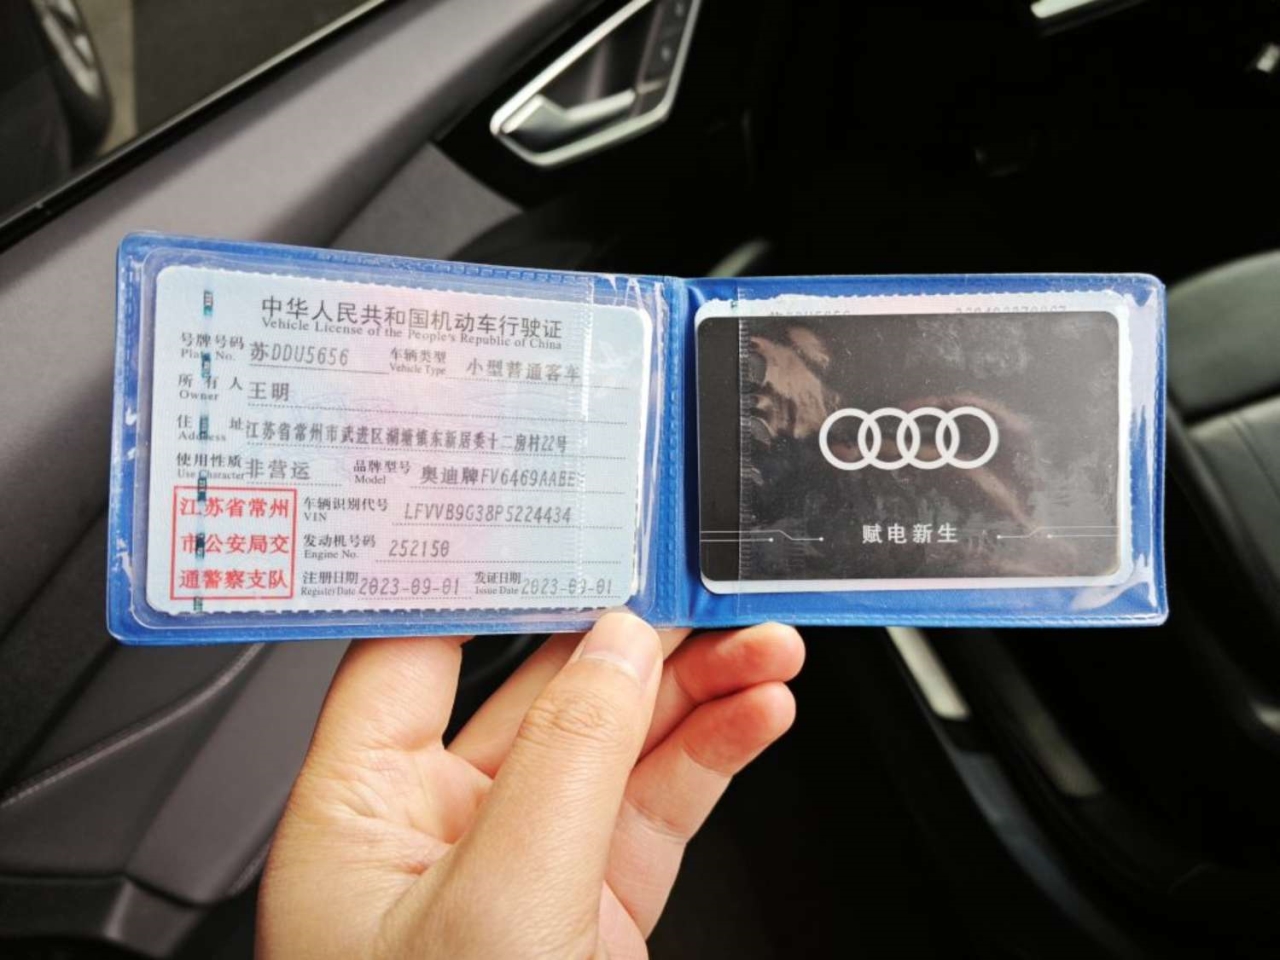 中华人民共和国机动车行驶证
Vehicle License of the People's Republic of China
号牌号码 苏DDU5656 车辆类型 小型普通客车
Plate No. Vehicle Type
所有人 王明
Owner
住址 江苏省常州市武进区湖塘镇东新居委十二房村22号
Address
使用性质 非营运 品牌型号 奥迪牌FV6469AABE
Use Character Model
江苏省常州
市公安局交
通警察支队
车辆识别代号 LFVVB9G38P5224434
VIN
发动机号码 252150
Engine No.
注册日期 2023-09-01 发证日期 2023-09-01
Register Date Issue Date
赋电新生